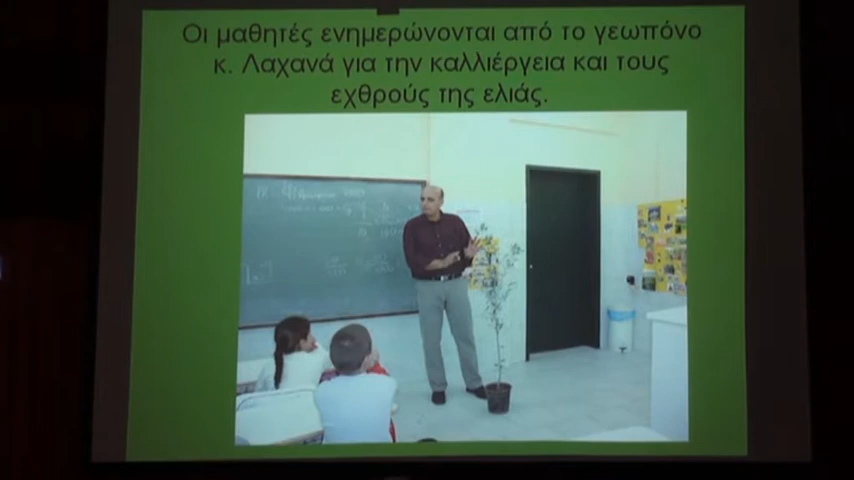 Οι μαθητές ενημερώνονται από το γεωπόνο
κ. Λαχανά για την καλλιέργεια και τους
εχθρούς της ελιάς.